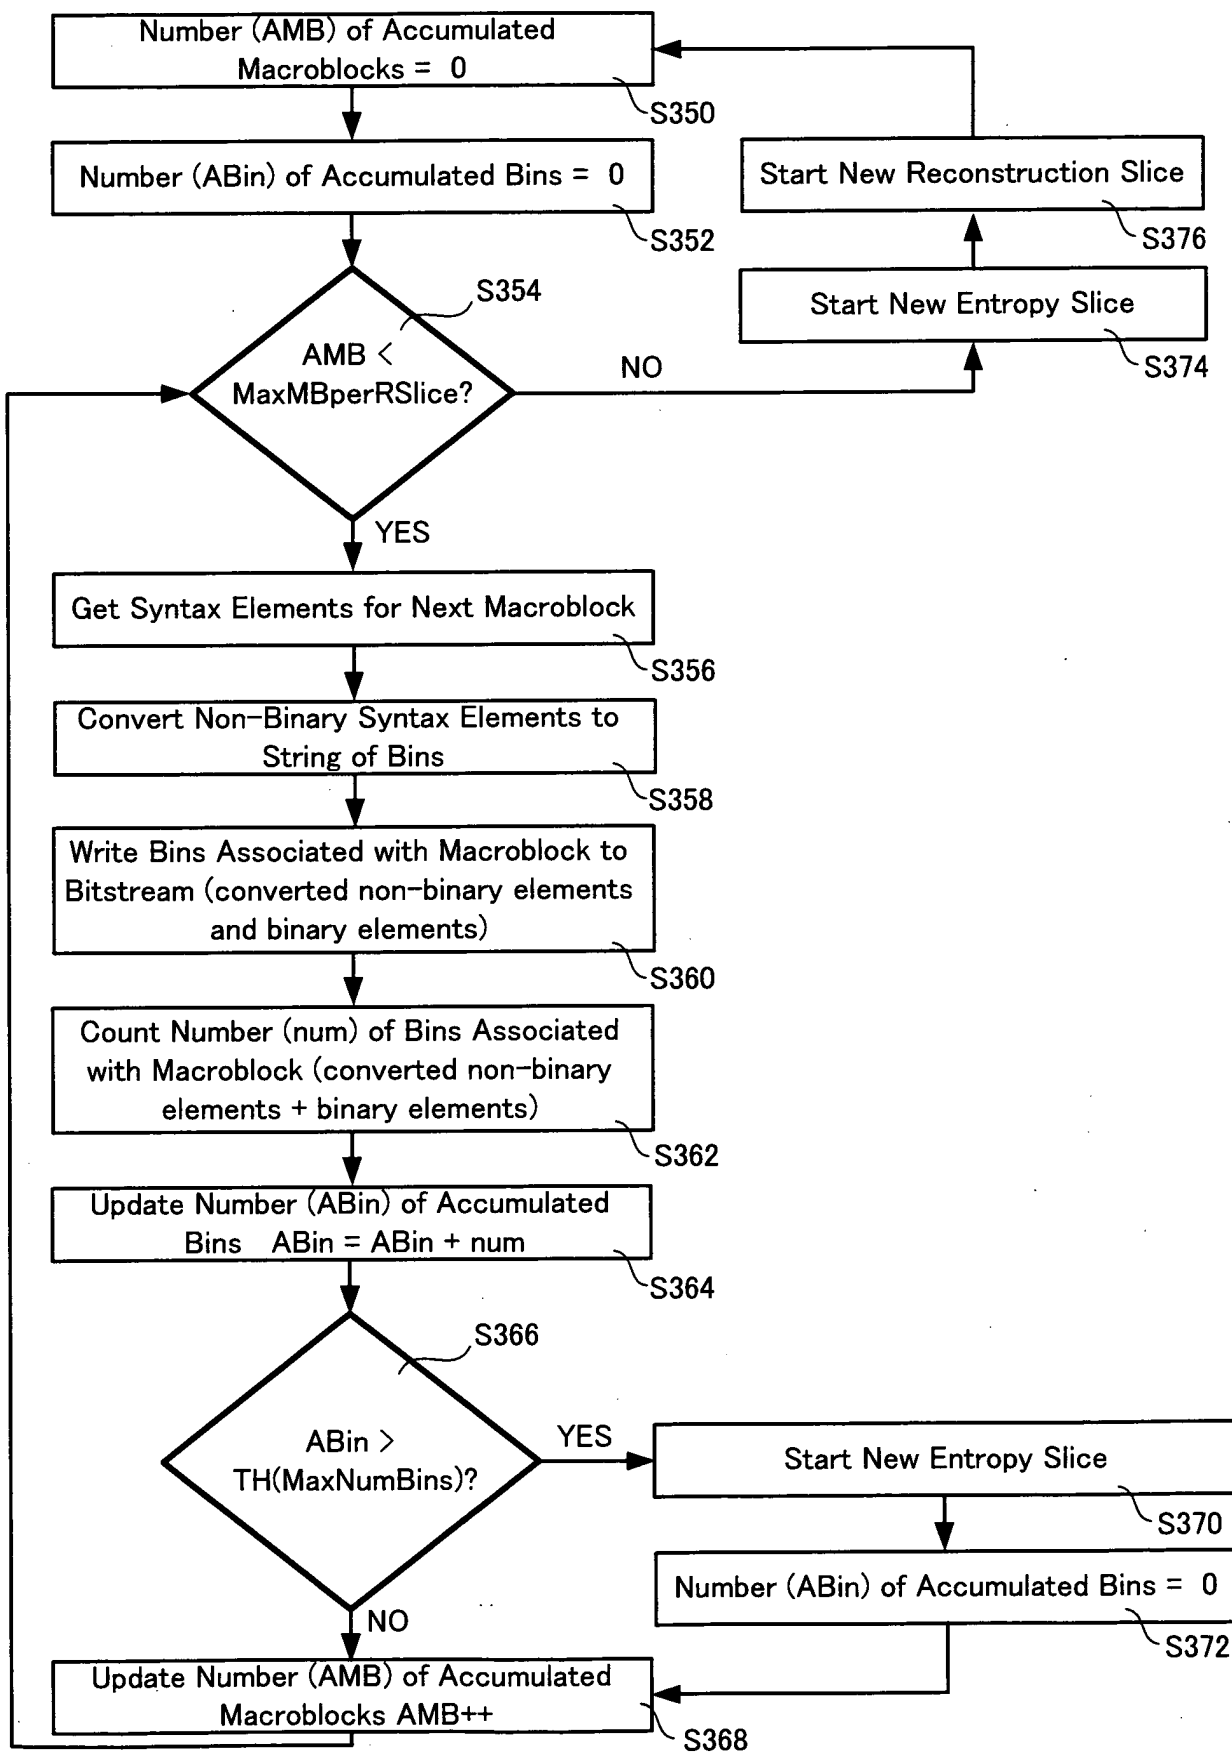 Number (AMB) of Accumulated
Macroblocks = 0
S350
Number (ABin) of Accumulated Bins = 0
S352
Start New Reconstruction Slice
S376
Start New Entropy Slice
S374
S354
AMB <
MaxMBperRSlice?
NO
YES
Get Syntax Elements for Next Macroblock
S356
Convert Non-Binary Syntax Elements to
String of Bins
S358
Write Bins Associated with Macroblock to
Bitstream (converted non-binary elements
and binary elements)
S360
Count Number (num) of Bins Associated
with Macroblock (converted non-binary
elements + binary elements)
S362
Update Number (ABin) of Accumulated
Bins ABin = ABin + num
S364
S366
ABin >
TH(MaxNumBins)?
YES
Start New Entropy Slice
S370
Number (ABin) of Accumulated Bins = 0
S372
NO
Update Number (AMB) of Accumulated
Macroblocks AMB++
S368